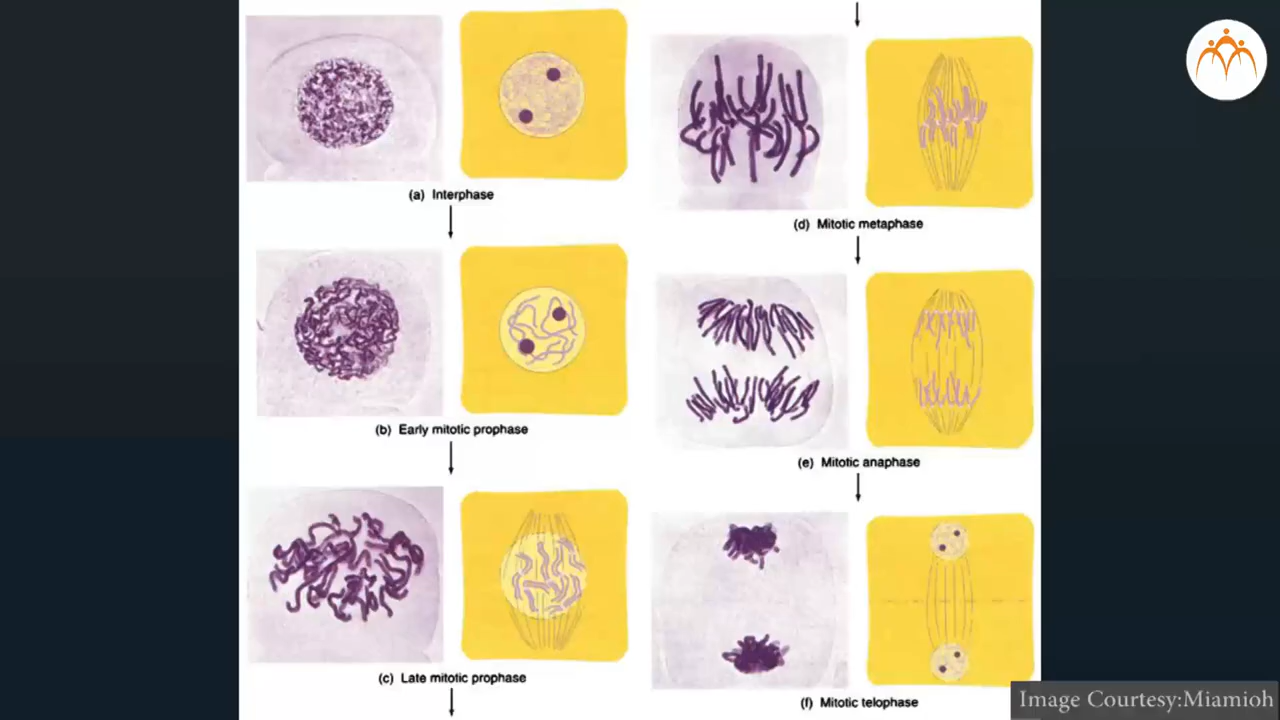 (a) Interphase
(b) Early mitotic prophase
(c) Late mitotic prophase
(d) Mitotic metaphase
(e) Mitotic anaphase
(f) Mitotic telophase
Image Courtesy:Miamioh